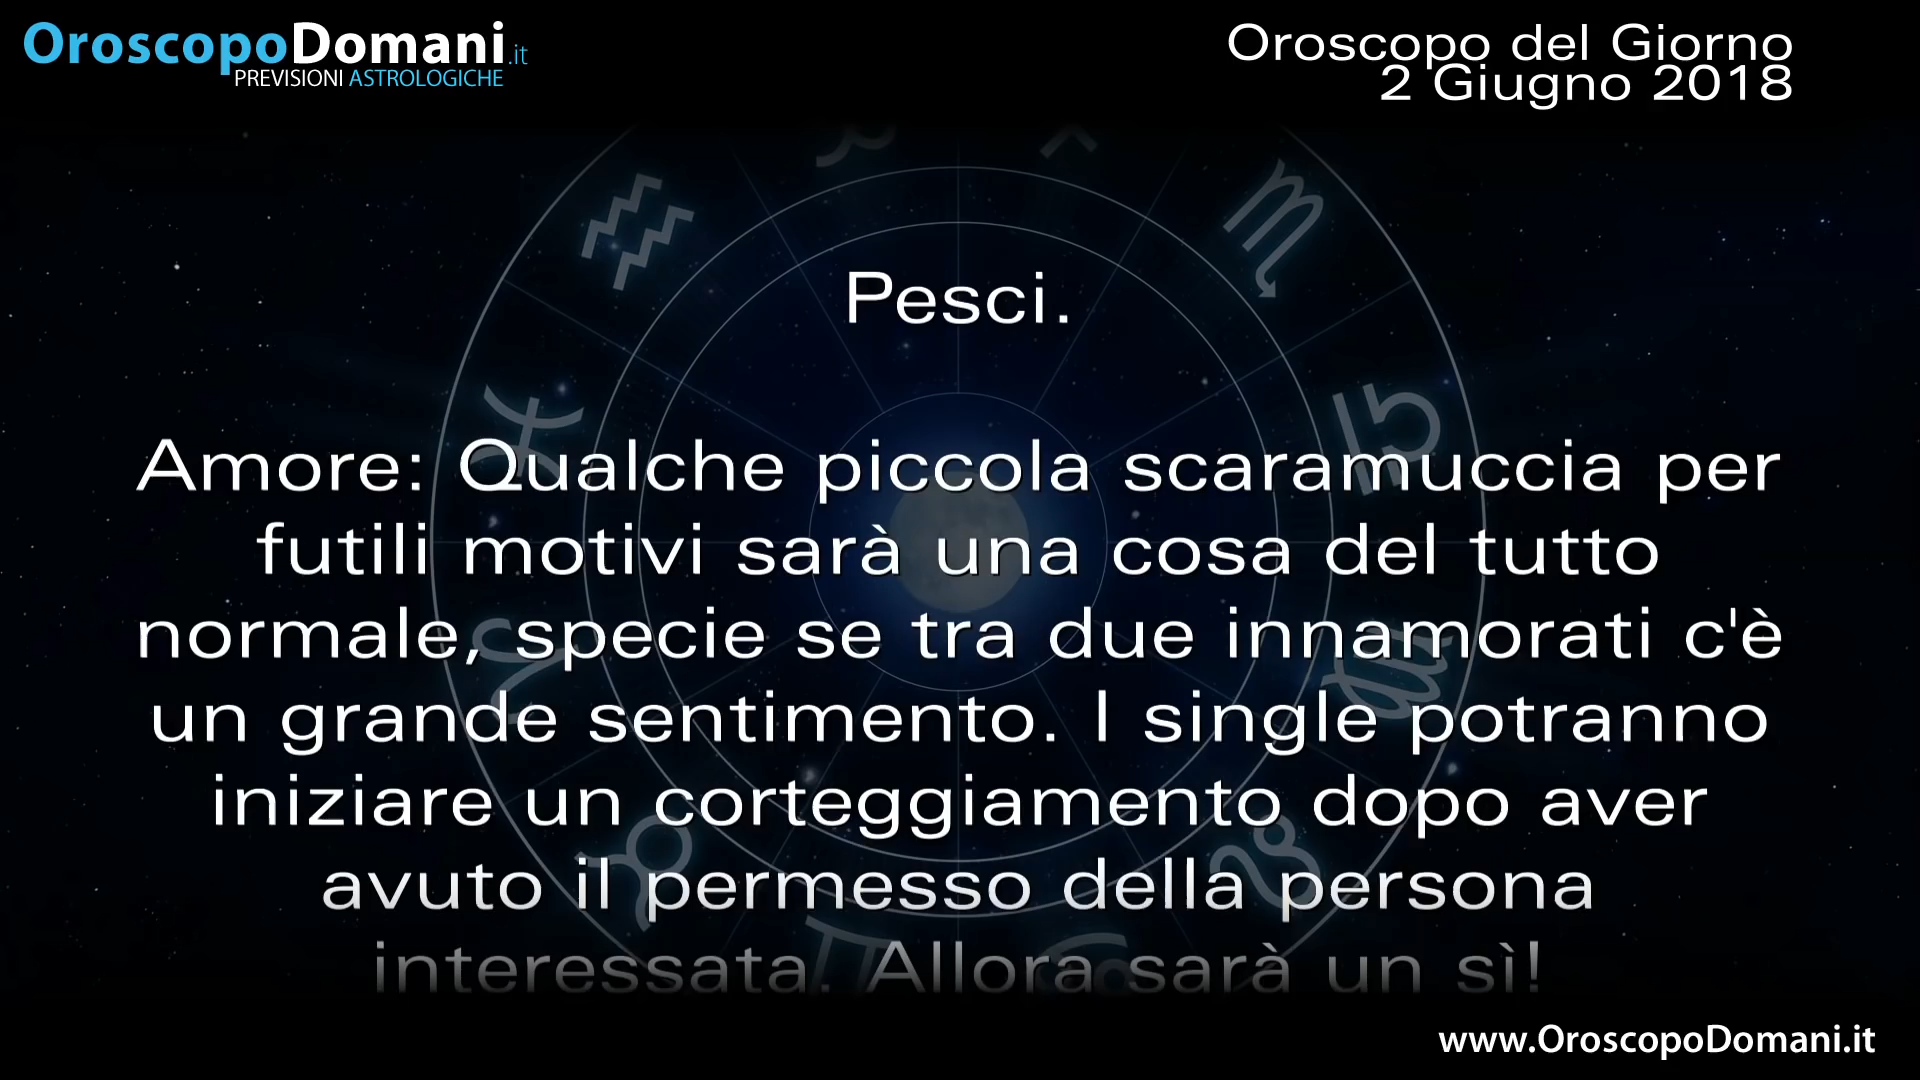 OroscopoDomani.it
PREVISIONI ASTROLOGICHE
Oroscopo del Giorno
2 Giugno 2018
Pesci.
Amore: Qualche piccola scaramuccia per
futili motivi sarà una cosa del tutto
normale, specie se tra due innamorati c'è
un grande sentimento. I single potranno
iniziare un corteggiamento dopo aver
avuto il permesso della persona
interessata. Allora sarà un sì!
www.OroscopoDomani.it